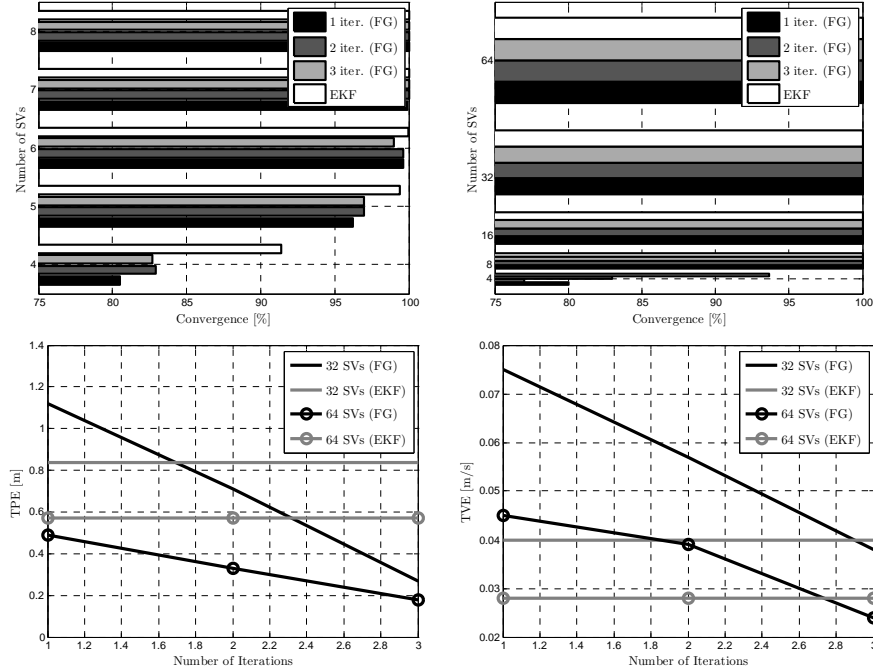 1 iter. (FG)
2 iter. (FG)
3 iter. (FG)
EKF
Number of SVs
8
7
6
5
4
75
80
85
90
95
100
Convergence [%]
1 iter. (FG)
2 iter. (FG)
3 iter. (FG)
EKF
Number of SVs
64
32
16
8
4
75
80
85
90
95
100
Convergence [%]
32 SVs (FG)
32 SVs (EKF)
64 SVs (FG)
64 SVs (EKF)
TPE [m]
1.4
1.2
1
0.8
0.6
0.4
0.2
0
1
1.2
1.4
1.6
1.8
2
2.2
2.4
2.6
2.8
3
Number of Iterations
32 SVs (FG)
32 SVs (EKF)
64 SVs (FG)
64 SVs (EKF)
TVE [m/s]
0.08
0.07
0.06
0.05
0.04
0.03
0.02
1
1.2
1.4
1.6
1.8
2
2.2
2.4
2.6
2.8
3
Number of Iterations